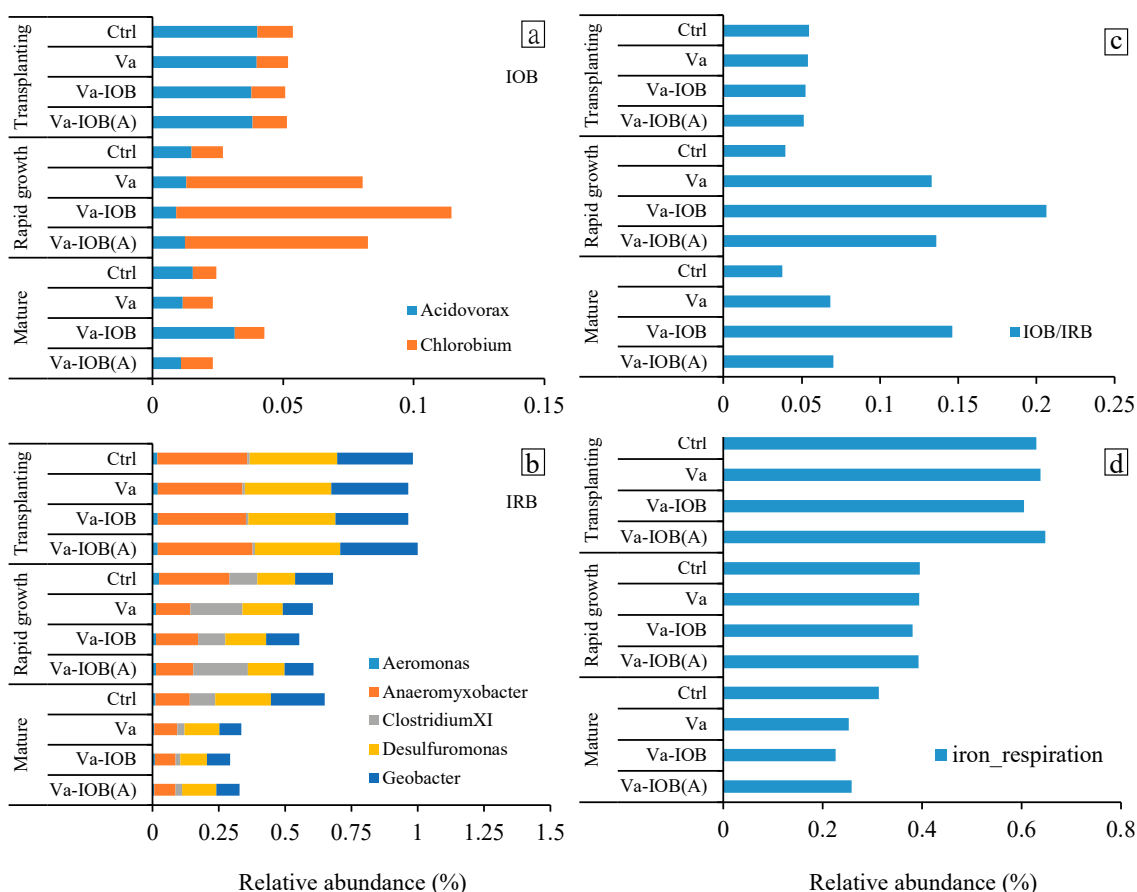 a
IOB
Transplanting
Ctrl
Va
Va-IOB
Va-IOB(A)
Rapid growth
Ctrl
Va
Va-IOB
Va-IOB(A)
Mature
Ctrl
Va
Va-IOB
Va-IOB(A)
Acidovorax
Chlorobium
0 0.05 0.1 0.15
c
Transplanting
Ctrl
Va
Va-IOB
Va-IOB(A)
Rapid growth
Ctrl
Va
Va-IOB
Va-IOB(A)
Mature
Ctrl
Va
Va-IOB
Va-IOB(A)
IOB/IRB
0 0.05 0.1 0.15 0.2 0.25
b
IRB
Transplanting
Ctrl
Va
Va-IOB
Va-IOB(A)
Rapid growth
Ctrl
Va
Va-IOB
Va-IOB(A)
Mature
Ctrl
Va
Va-IOB
Va-IOB(A)
Aeromonas
Anaeromyxobacter
ClostridiumXI
Desulfuromonas
Geobacter
0 0.25 0.5 0.75 1 1.25 1.5
Relative abundance (%)
d
Transplanting
Ctrl
Va
Va-IOB
Va-IOB(A)
Rapid growth
Ctrl
Va
Va-IOB
Va-IOB(A)
Mature
Ctrl
Va
Va-IOB
Va-IOB(A)
iron_respiration
0 0.2 0.4 0.6 0.8
Relative abundance (%)